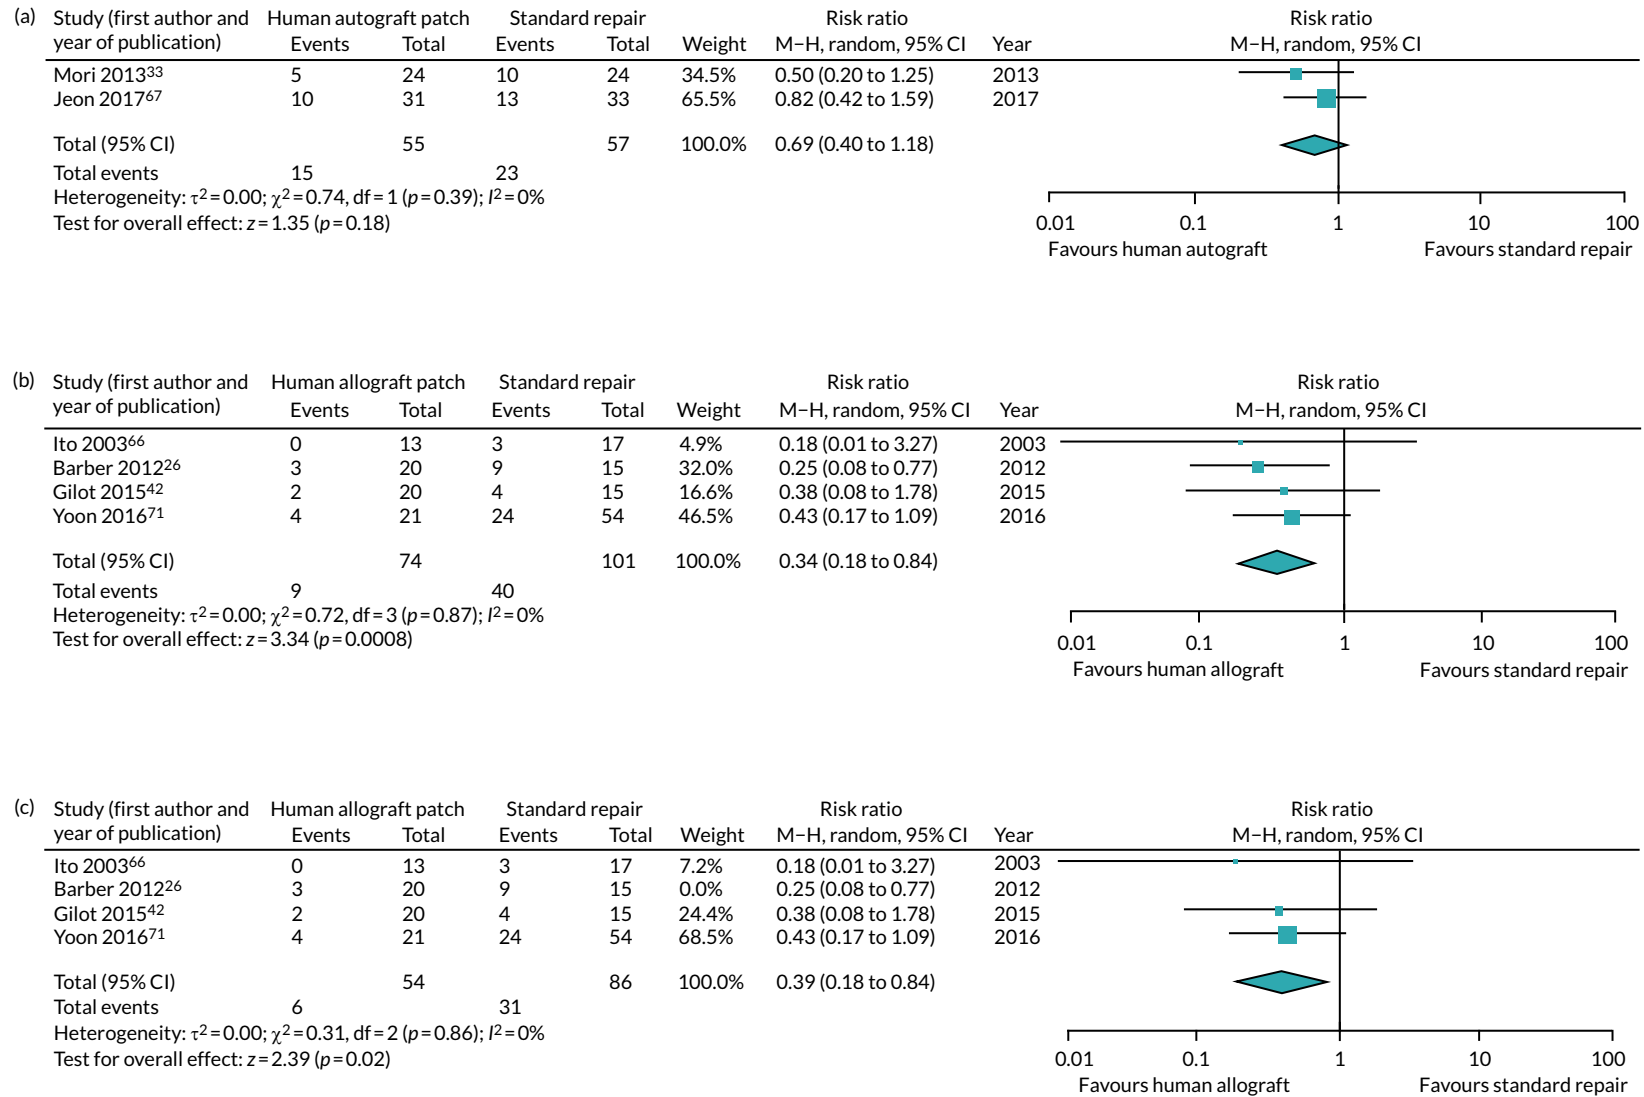 (a) Study (first author and Human autograft patch Standard repair Risk ratio Risk ratio
year of publication) Events Total Events Total Weight M−H, random, 95% CI Year M−H, random, 95% CI
Mori 2013³³ 5 24 10 24 34.5% 0.50 (0.20 to 1.25) 2013
Jeon 2017⁶⁷ 10 31 13 33 65.5% 0.82 (0.42 to 1.59) 2017
Total (95% CI) 55 57 100.0% 0.69 (0.40 to 1.18)
Total events 15 23
Heterogeneity: τ² = 0.00; χ² = 0.74, df = 1 (p = 0.39); I² = 0%
Test for overall effect: z = 1.35 (p = 0.18)
0.01 0.1 1 10 100
Favours human autograft Favours standard repair
(b) Study (first author and Human allograft patch Standard repair Risk ratio Risk ratio
year of publication) Events Total Events Total Weight M−H, random, 95% CI Year M−H, random, 95% CI
Ito 2003⁶⁶ 0 13 3 17 4.9% 0.18 (0.01 to 3.27) 2003
Barber 2012²⁶ 3 20 9 15 32.0% 0.25 (0.08 to 0.77) 2012
Gilot 2015⁴² 2 20 4 15 16.6% 0.38 (0.08 to 1.78) 2015
Yoon 2016⁷¹ 4 21 24 54 46.5% 0.43 (0.17 to 1.09) 2016
Total (95% CI) 74 101 100.0% 0.34 (0.18 to 0.84)
Total events 9 40
Heterogeneity: τ² = 0.00; χ² = 0.72, df = 3 (p = 0.87); I² = 0%
Test for overall effect: z = 3.34 (p = 0.0008)
0.01 0.1 1 10 100
Favours human allograft Favours standard repair
(c) Study (first author and Human allograft patch Standard repair Risk ratio Risk ratio
year of publication) Events Total Events Total Weight M−H, random, 95% CI Year M−H, random, 95% CI
Ito 2003⁶⁶ 0 13 3 17 7.2% 0.18 (0.01 to 3.27) 2003
Barber 2012²⁶ 3 20 9 15 0.0% 0.25 (0.08 to 0.77) 2012
Gilot 2015⁴² 2 20 4 15 24.4% 0.38 (0.08 to 1.78) 2015
Yoon 2016⁷¹ 4 21 24 54 68.5% 0.43 (0.17 to 1.09) 2016
Total (95% CI) 54 86 100.0% 0.39 (0.18 to 0.84)
Total events 6 31
Heterogeneity: τ² = 0.00; χ² = 0.31, df = 2 (p = 0.86); I² = 0%
Test for overall effect: z = 2.39 (p = 0.02)
0.01 0.1 1 10 100
Favours human allograft Favours standard repair